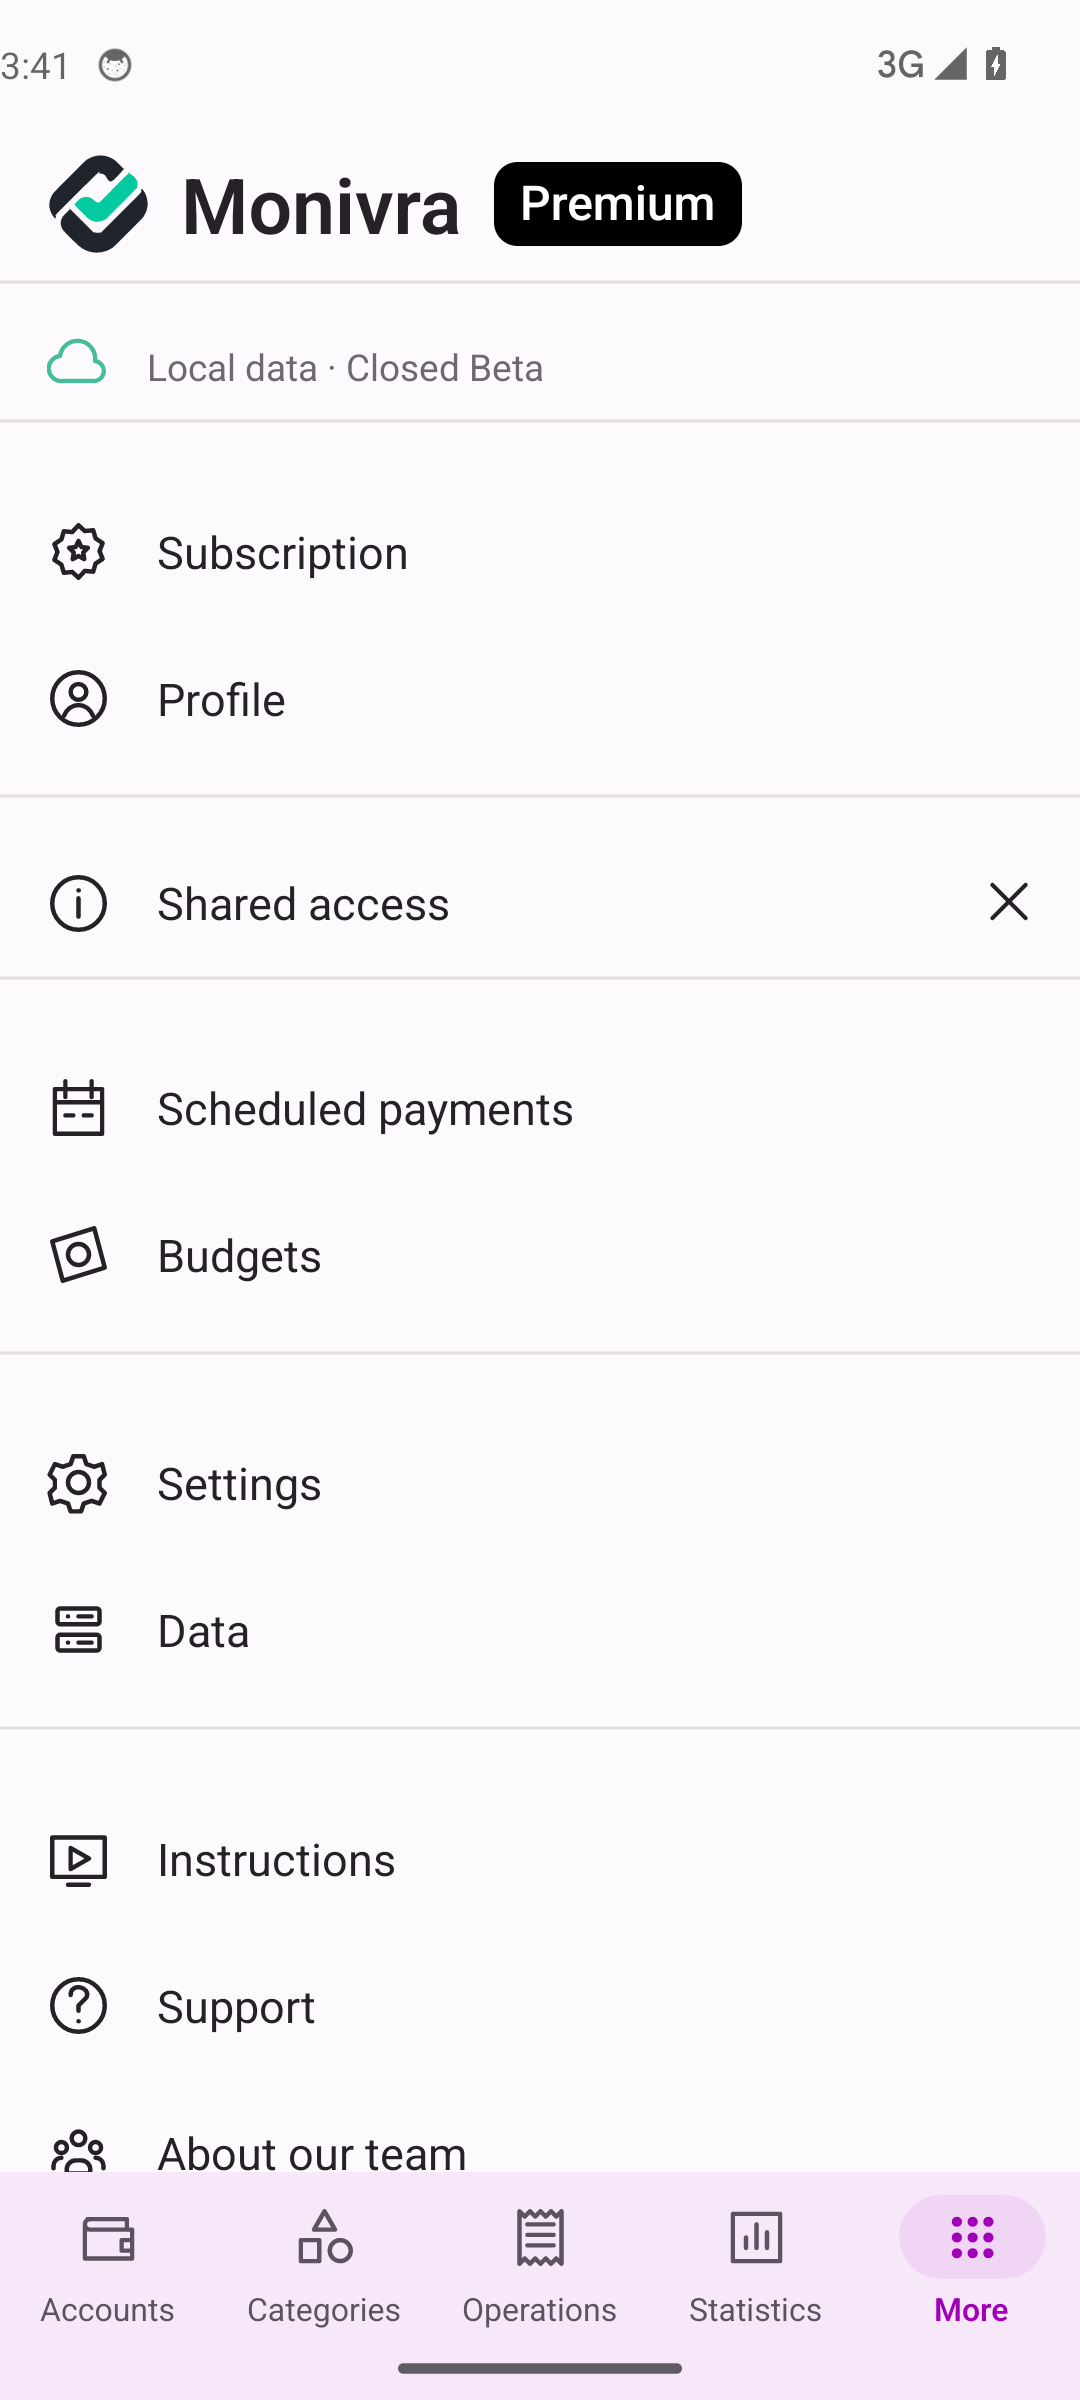 3:41
3G
Monivra
Premium
Local data · Closed Beta
Subscription
Profile
Shared access
Scheduled payments
Budgets
Settings
Data
Instructions
Support
About our team
Accounts
Categories
Operations
Statistics
More